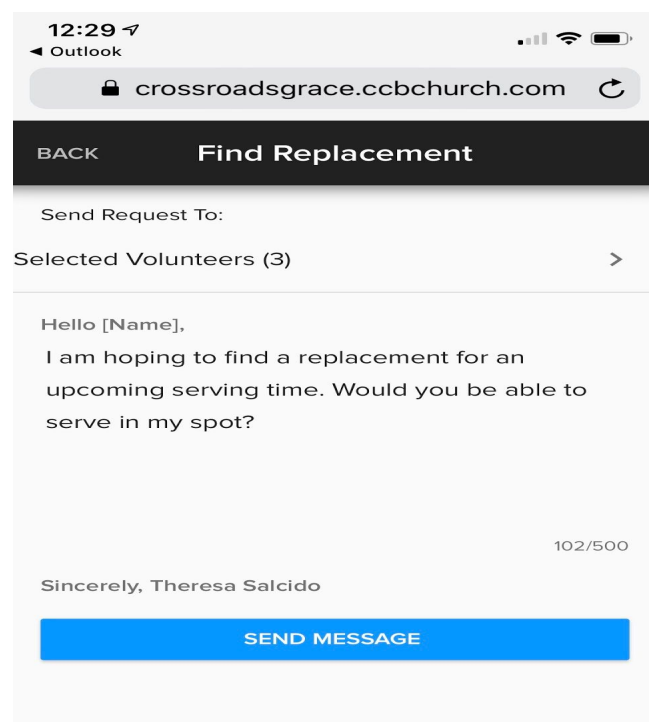 12:29
◀ Outlook
crossroadsgrace.ccbchurch.com
BACK Find Replacement
Send Request To:
Selected Volunteers (3)
Hello [Name],
I am hoping to find a replacement for an
upcoming serving time. Would you be able to
serve in my spot?
102/500
Sincerely, Theresa Salcido
SEND MESSAGE